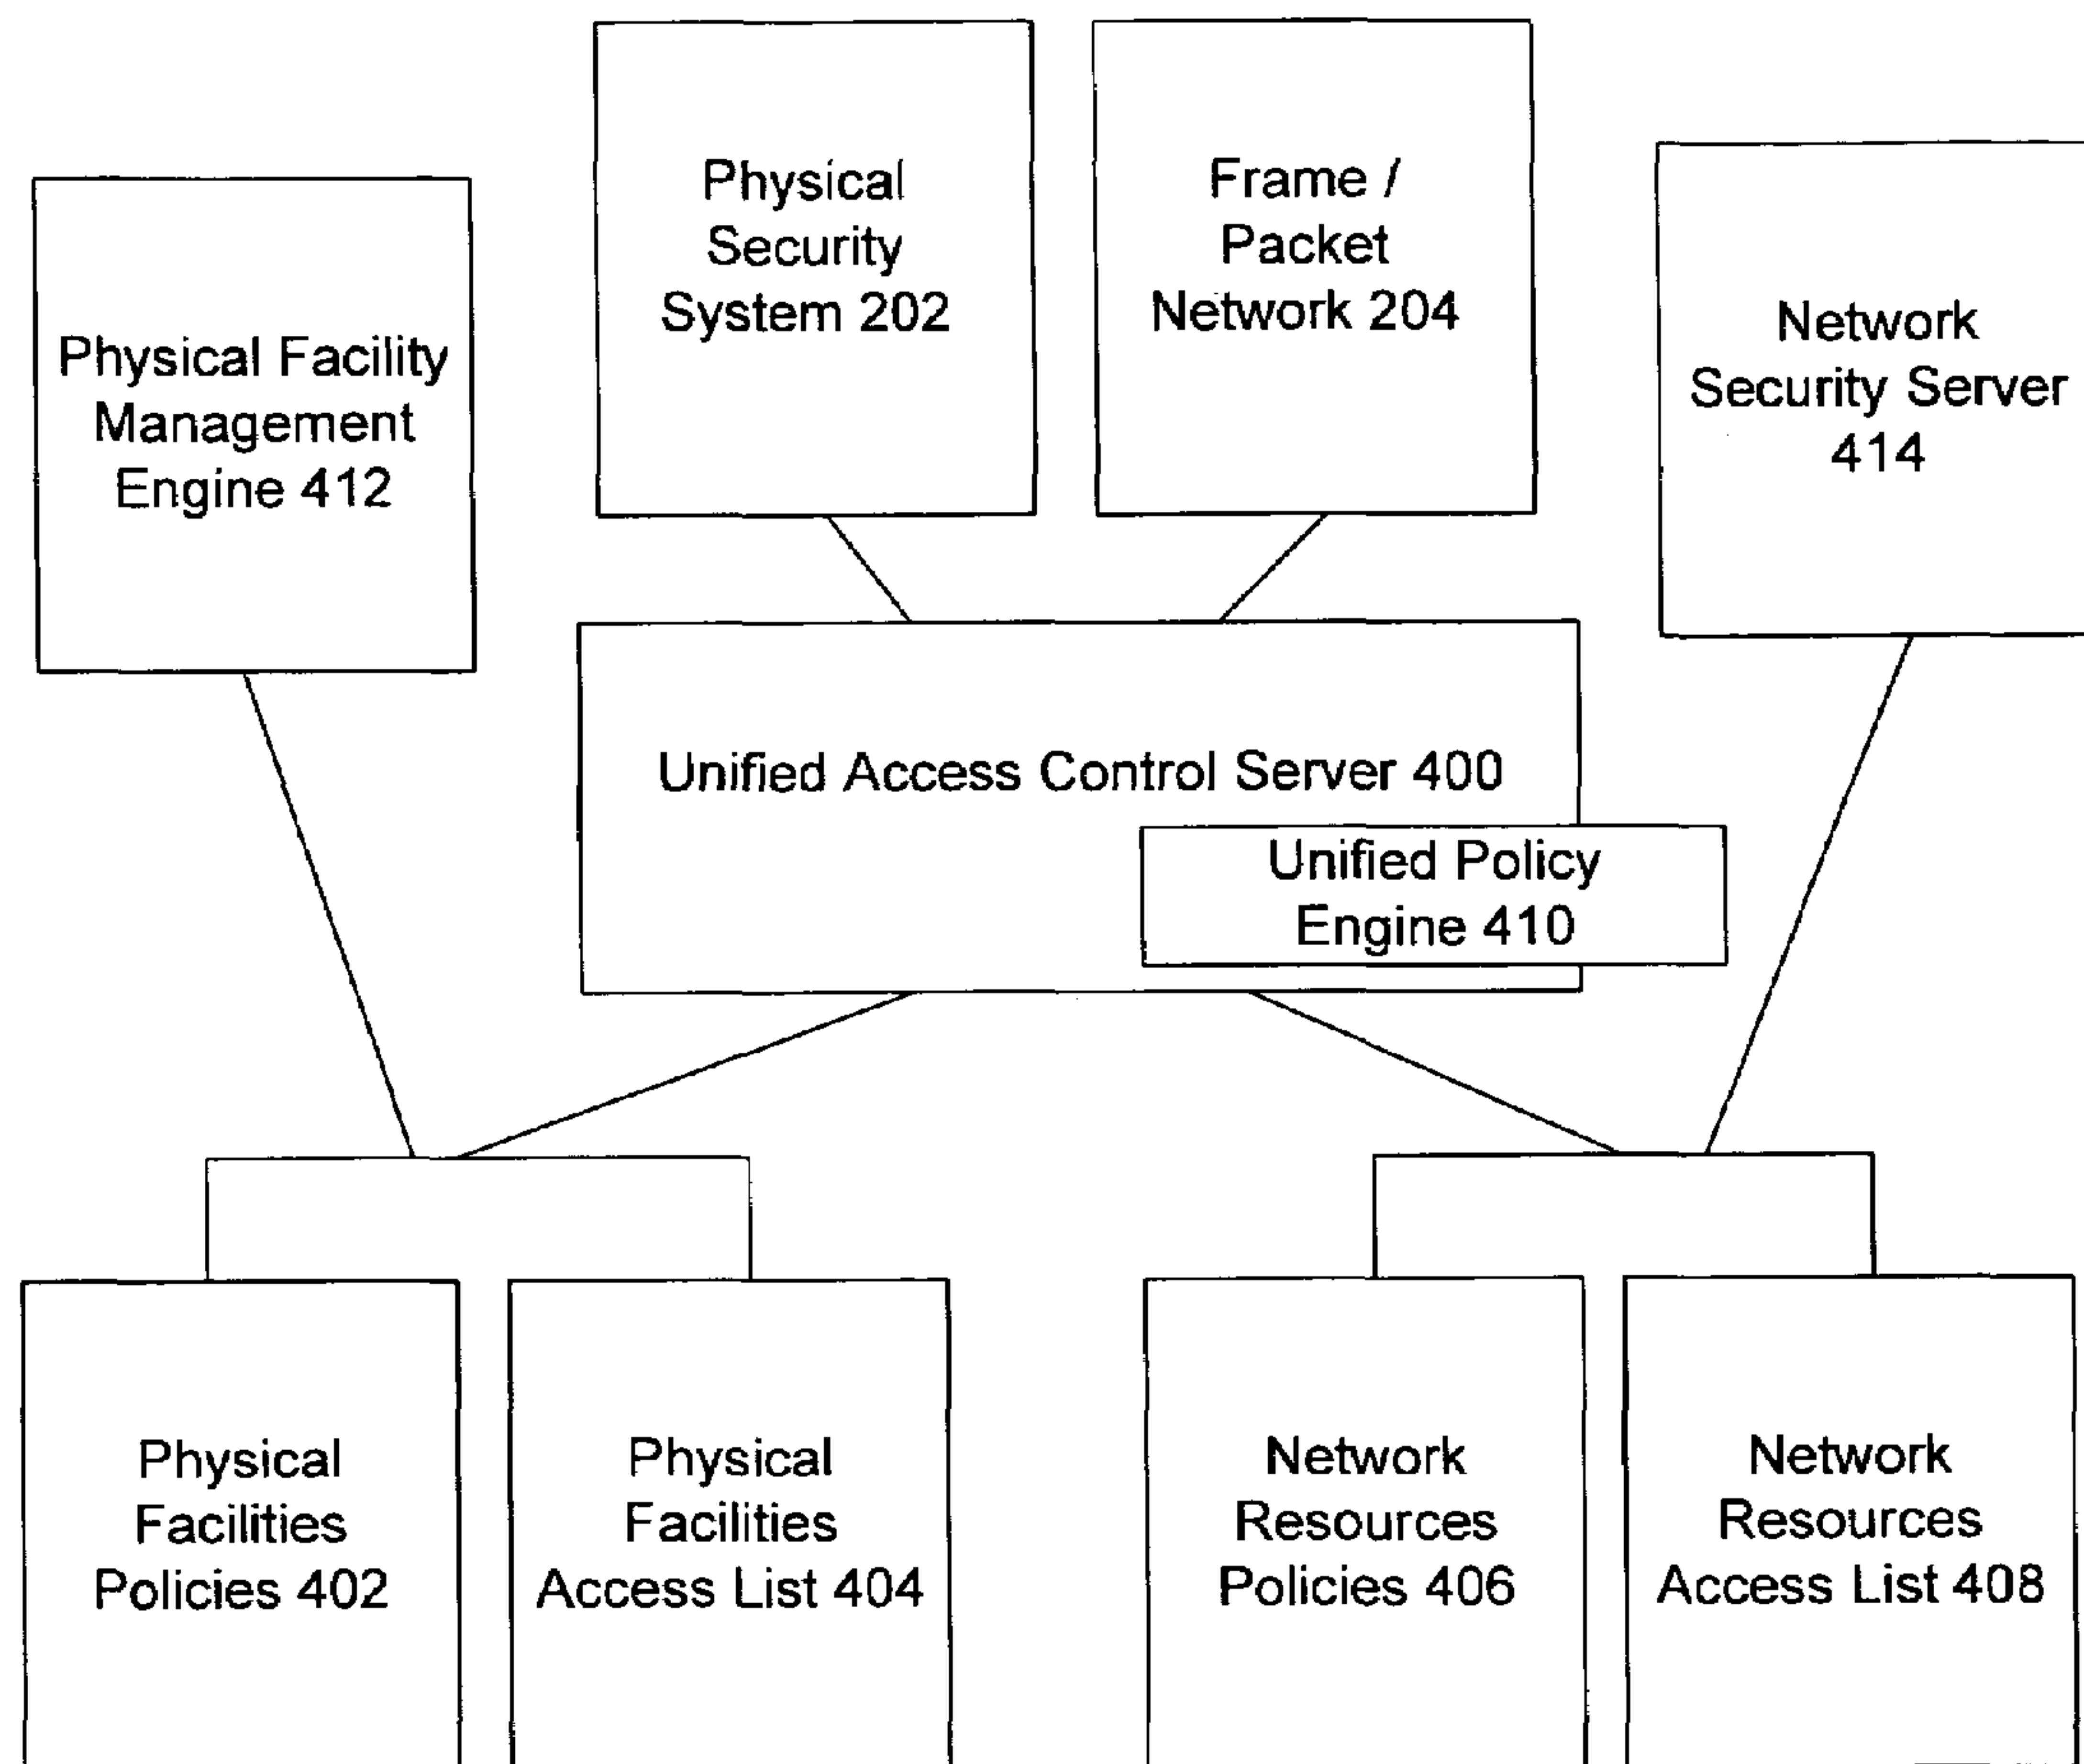 Physical
Security
System 202
Frame /
Packet
Network 204
Physical Facility
Management
Engine 412
Network
Security Server
414
Unified Access Control Server 400
Unified Policy
Engine 410
Physical
Facilities
Policies 402
Physical
Facilities
Access List 404
Network
Resources
Policies 406
Network
Resources
Access List 408